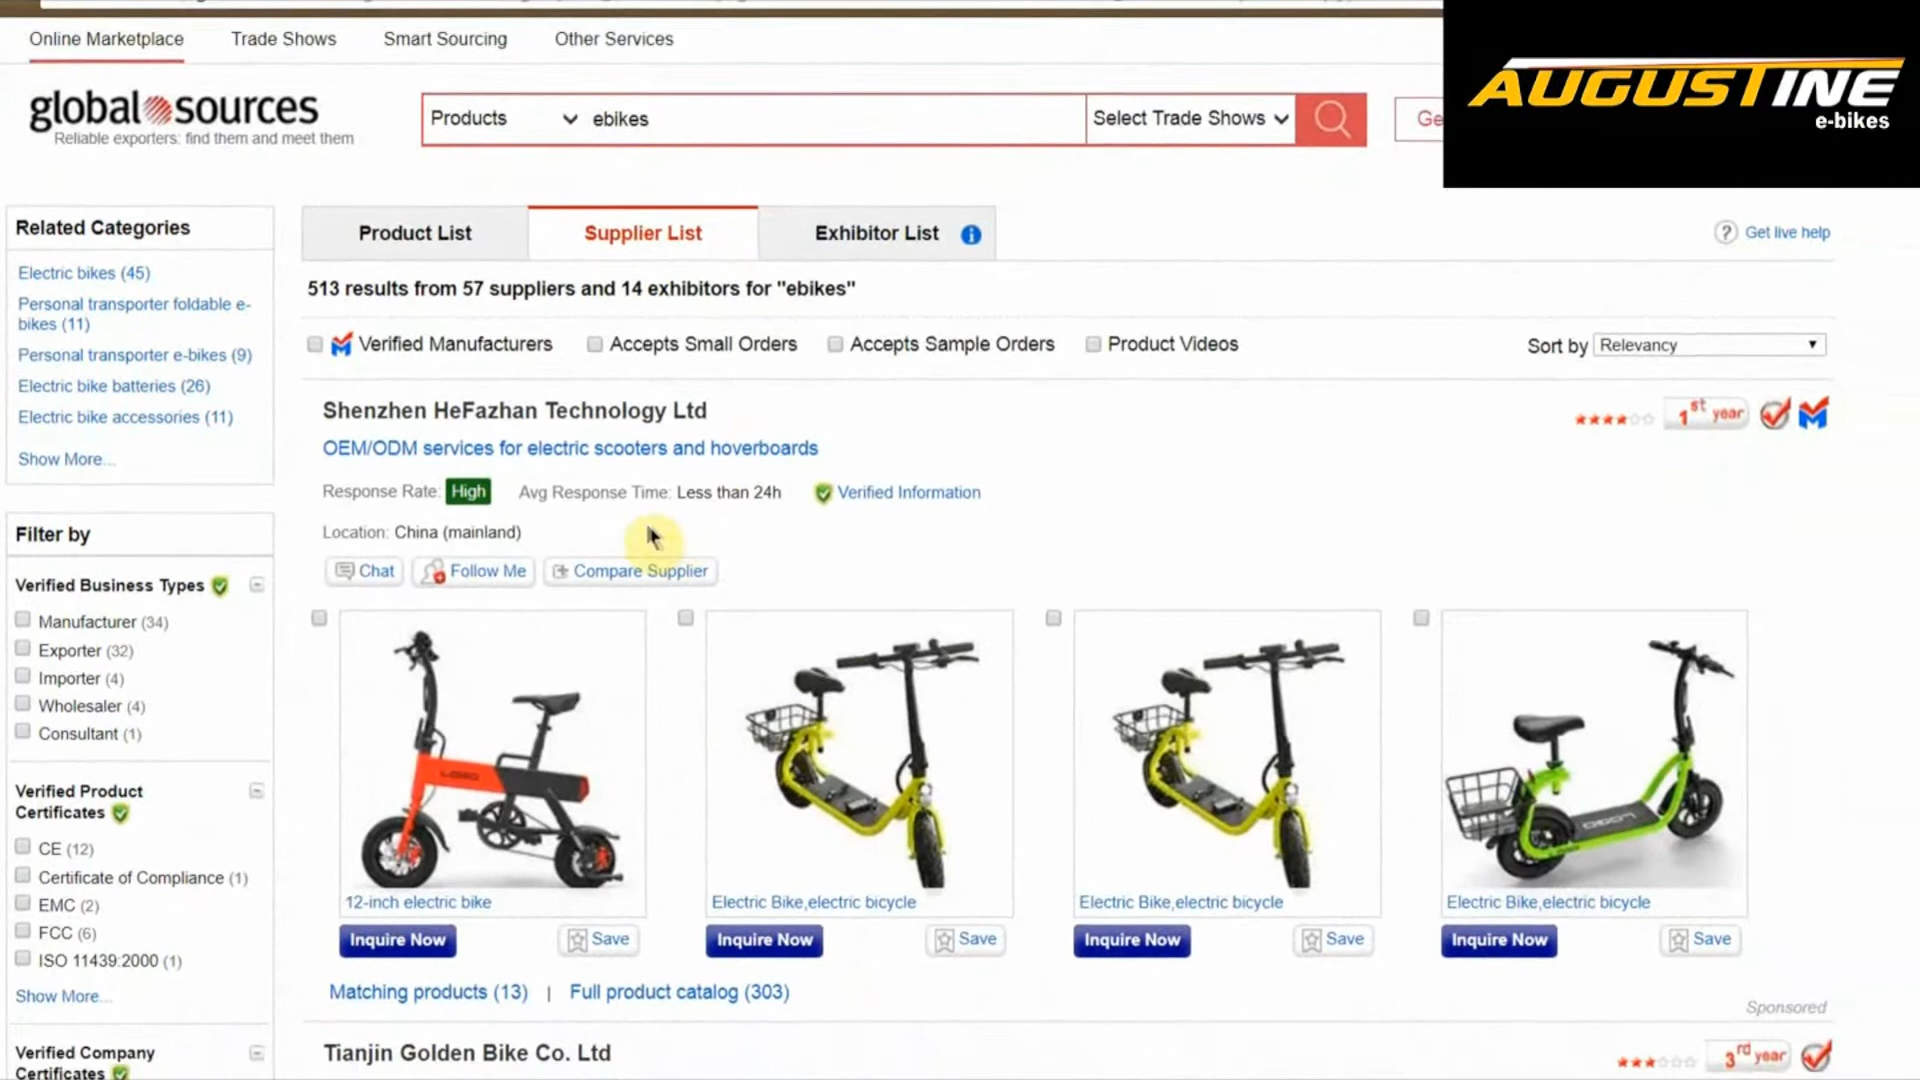 Online Marketplace Trade Shows Smart Sourcing Other Services
global sources
Reliable exporters: find them and meet them
Products ebikes Select Trade Shows Ge
AUGUSTINE
e-bikes
Related Categories
Electric bikes (45)
Personal transporter foldable e-
bikes (11)
Personal transporter e-bikes (9)
Electric bike batteries (26)
Electric bike accessories (11)
Show More...
Filter by
Verified Business Types
Manufacturer (34)
Exporter (32)
Importer (4)
Wholesaler (4)
Consultant (1)
Verified Product
Certificates
CE (12)
Certificate of Compliance (1)
EMC (2)
FCC (6)
ISO 11439:2000 (1)
Show More...
Verified Company
Certificates
Product List Supplier List Exhibitor List
? Get live help
513 results from 57 suppliers and 14 exhibitors for "ebikes"
Verified Manufacturers Accepts Small Orders Accepts Sample Orders Product Videos
Sort by Relevancy
Shenzhen HeFazhan Technology Ltd
1st year
OEM/ODM services for electric scooters and hoverboards
Response Rate: High Avg Response Time: Less than 24h Verified Information
Location: China (mainland)
Chat Follow Me Compare Supplier
LOGO
12-inch electric bike Electric Bike,electric bicycle Electric Bike,electric bicycle Electric Bike,electric bicycle
Inquire Now Save Inquire Now Save Inquire Now Save Inquire Now Save
Matching products (13) | Full product catalog (303)
Sponsored
Tianjin Golden Bike Co. Ltd
3rd year